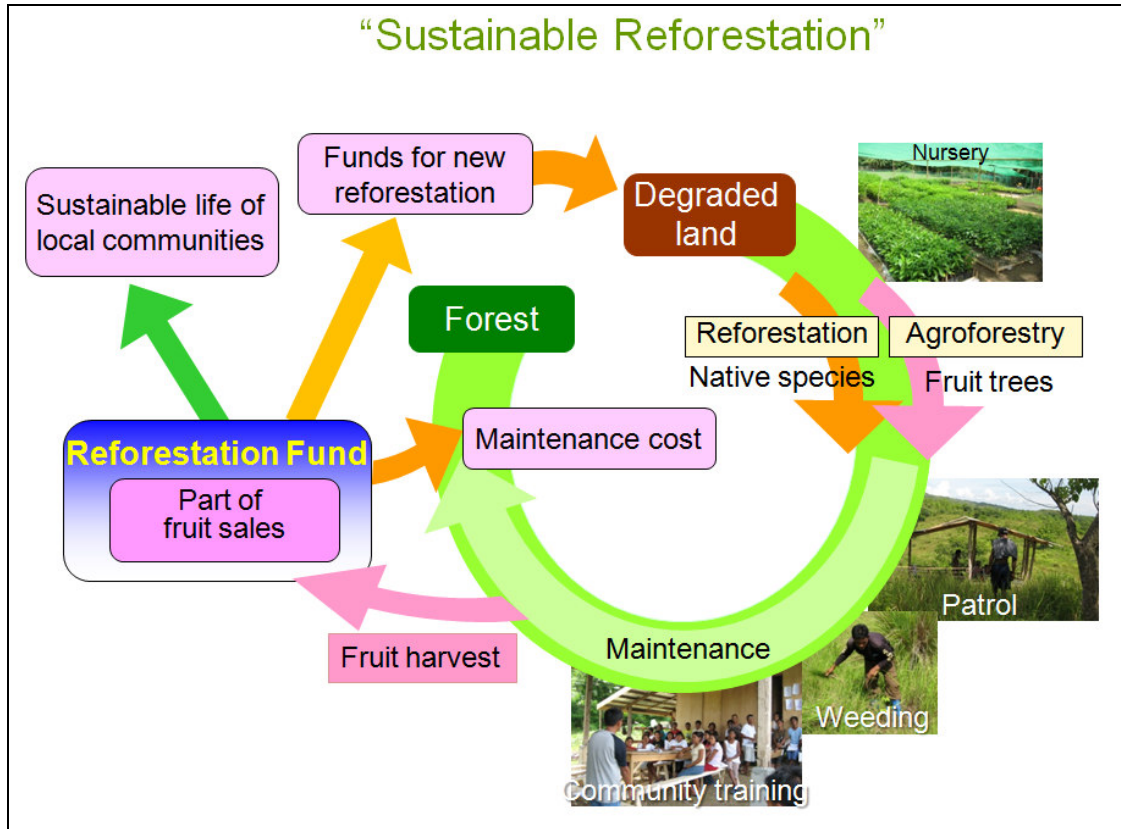 “Sustainable Reforestation”
Funds for new
reforestation
Sustainable life of
local communities
Degraded
land
Nursery
Forest
Reforestation
Native species
Agroforestry
Fruit trees
Maintenance cost
Reforestation Fund
Part of
fruit sales
Fruit harvest
Maintenance
Patrol
Weeding
Community training